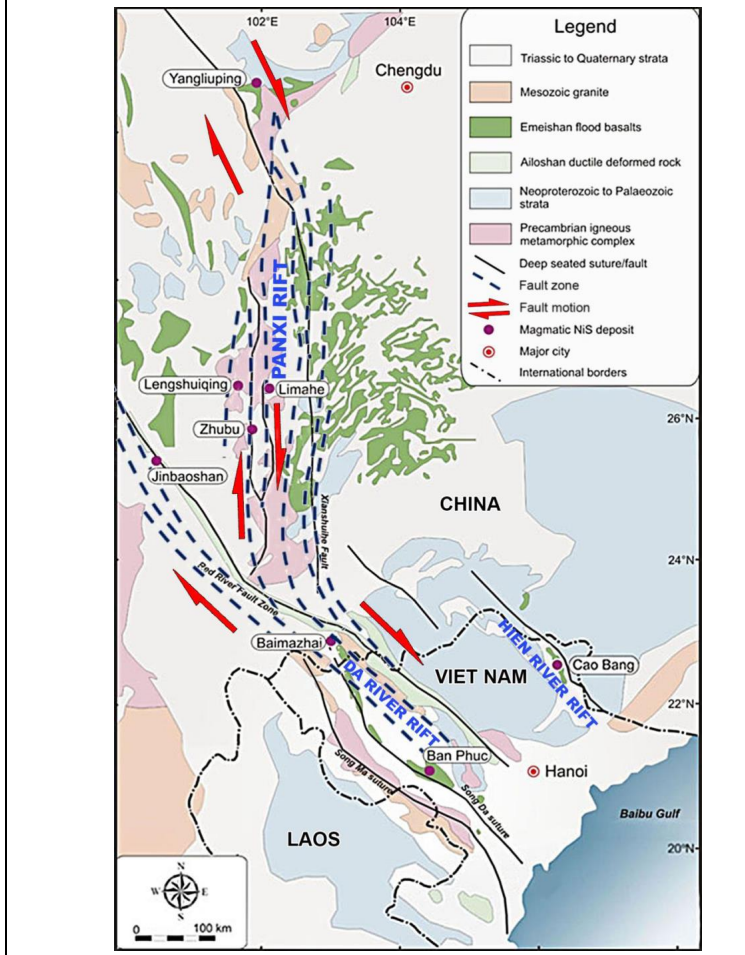 102°E
104°E
Legend
Triassic to Quaternary strata
Mesozoic granite
Emeishan flood basalts
Ailoshan ductile deformed rock
Neoproterozoic to Palaeozoic
strata
Precambrian igneous
metamorphic complex
Deep seated suture/fault
Fault zone
Fault motion
Magmatic NiS deposit
Major city
International borders
Yangliuping
Chengdu
PANXI RIFT
Lengshuiqing
Limahe
Zhubu
Jinbaoshan
26°N
CHINA
Xianshuihe Fault
24°N
Red River Fault Zone
Baimazhai
VIET NAM
HIEN RIVER RIFT
Cao Bang
DA RIVER RIFT
22°N
Ban Phuc
Hanoi
Song Ma suture
Song Da suture
Baibu Gulf
LAOS
20°N
N
W E
S
0 100 km